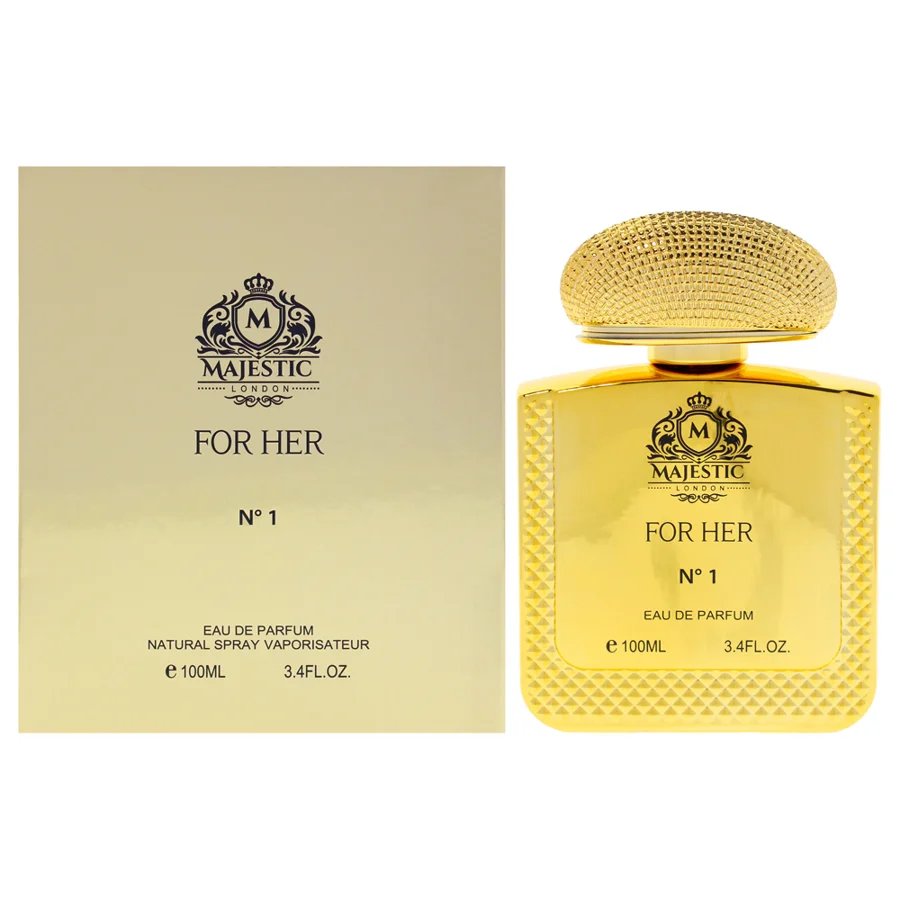 M
MAJESTIC
LONDON
FOR HER
N° 1
EAU DE PARFUM
NATURAL SPRAY VAPORISATEUR
e 100ML 3.4FL.OZ.
M
MAJESTIC
LONDON
FOR HER
N° 1
EAU DE PARFUM
e 100ML 3.4FL.OZ.